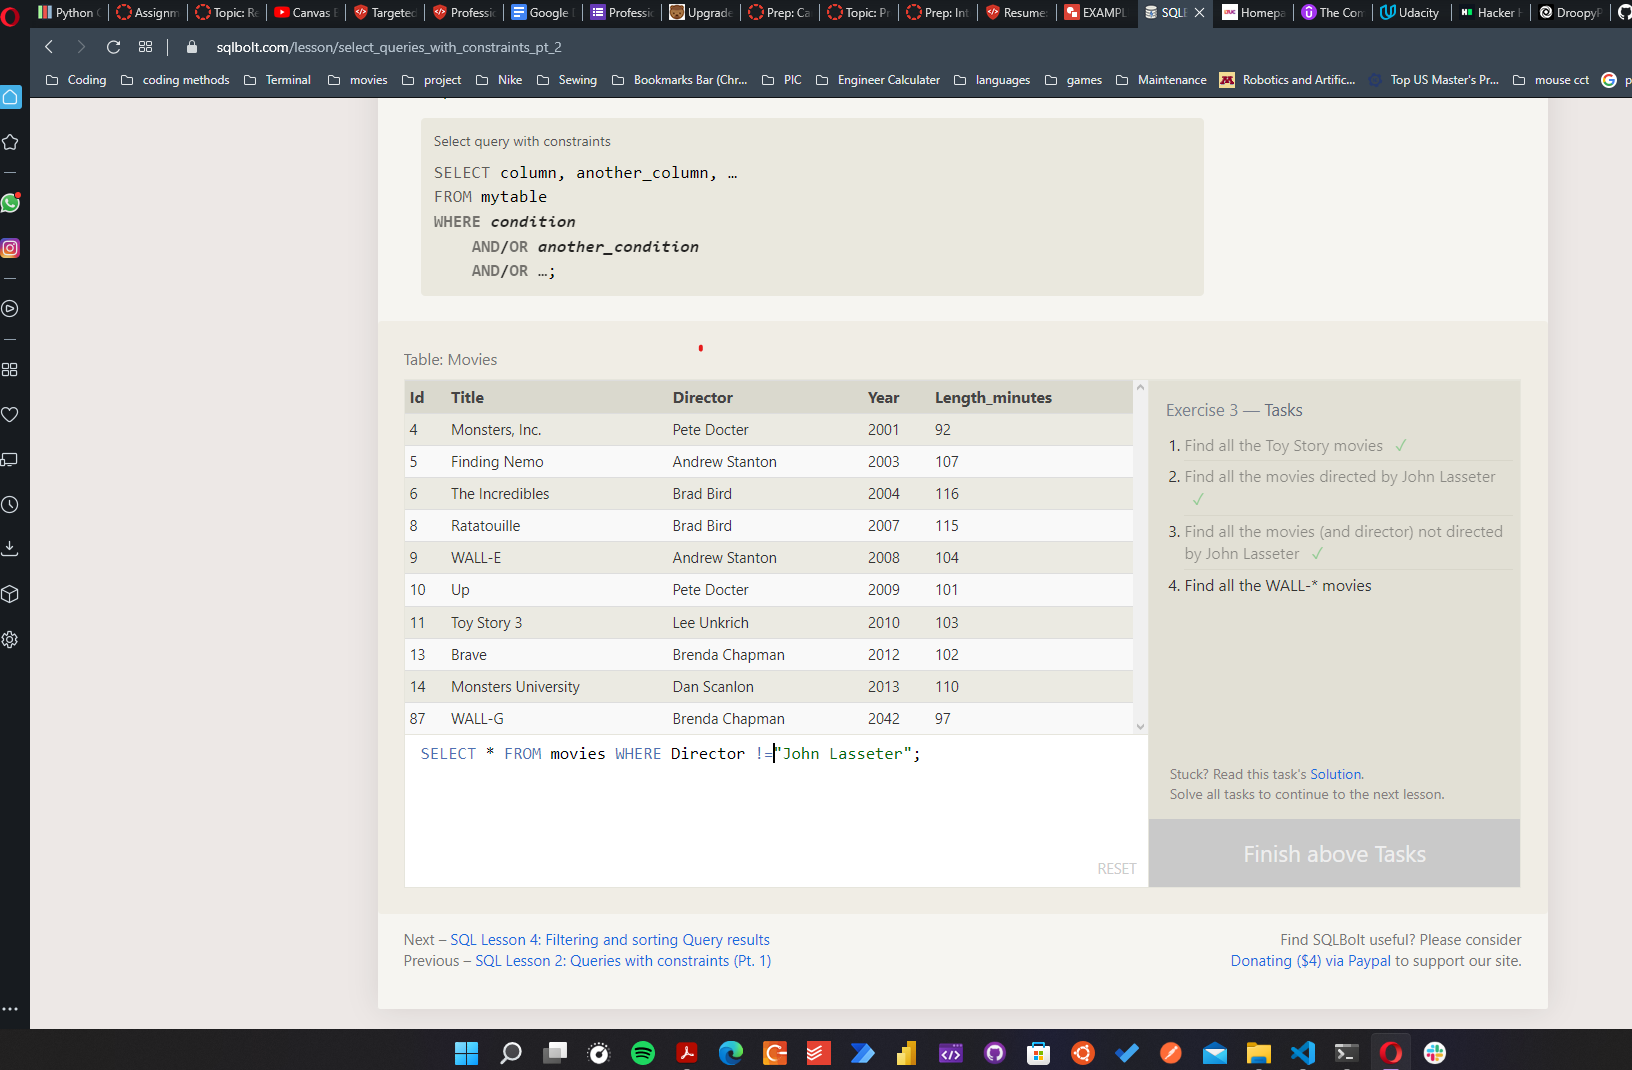 Python C
Assignm
Topic: Re
Canvas E
Targeted
Professio
Google
Professio
Upgrade
Prep: Ca
Topic: Pr
Prep: Int
Resume:
EXAMPL
SQLE
Homepa
The Com
Udacity
Hacker
DroopyP
sqlbolt.com/lesson/select_queries_with_constraints_pt_2
Coding
coding methods
Terminal
movies
project
Nike
Sewing
Bookmarks Bar (Chr...
PIC
Engineer Calculater
languages
games
Maintenance
Robotics and Artific...
Top US Master's Pr...
mouse cct
Select query with constraints
SELECT column, another_column, …
FROM mytable
WHERE condition
AND/OR another_condition
AND/OR …;
Table: Movies
Id Title Director Year Length_minutes
4 Monsters, Inc. Pete Docter 2001 92
5 Finding Nemo Andrew Stanton 2003 107
6 The Incredibles Brad Bird 2004 116
8 Ratatouille Brad Bird 2007 115
9 WALL-E Andrew Stanton 2008 104
10 Up Pete Docter 2009 101
11 Toy Story 3 Lee Unkrich 2010 103
13 Brave Brenda Chapman 2012 102
14 Monsters University Dan Scanlon 2013 110
87 WALL-G Brenda Chapman 2042 97
SELECT * FROM movies WHERE Director !="John Lasseter";
RESET
Exercise 3 — Tasks
1. Find all the Toy Story movies ✓
2. Find all the movies directed by John Lasseter
✓
3. Find all the movies (and director) not directed
by John Lasseter ✓
4. Find all the WALL-* movies
Stuck? Read this task's Solution.
Solve all tasks to continue to the next lesson.
Finish above Tasks
Next – SQL Lesson 4: Filtering and sorting Query results
Previous – SQL Lesson 2: Queries with constraints (Pt. 1)
Find SQLBolt useful? Please consider
Donating ($4) via Paypal to support our site.